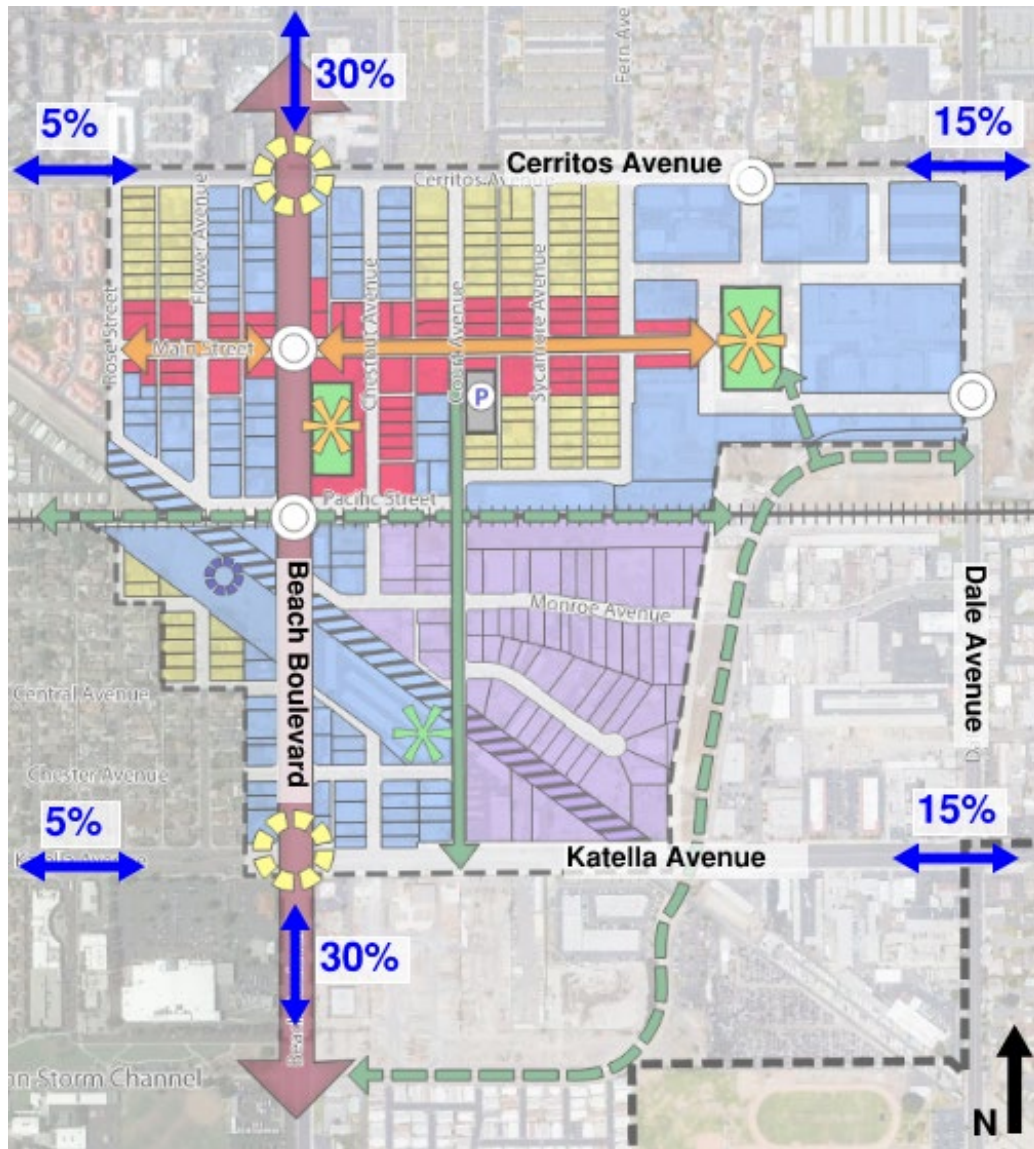 30%
Fern Ave
5%
15%
Cerritos Avenue
Cerritos Avenue
Flower Avenue
Rose Street
Main Street
Chestnut Avenue
Court Avenue
Sycamore Avenue
P
Pacific Street
Beach Boulevard
Monroe Avenue
Dale Avenue
Central Avenue
Chester Avenue
5%
15%
Katella Avenue
Katella Avenue
30%
Storm Channel
N